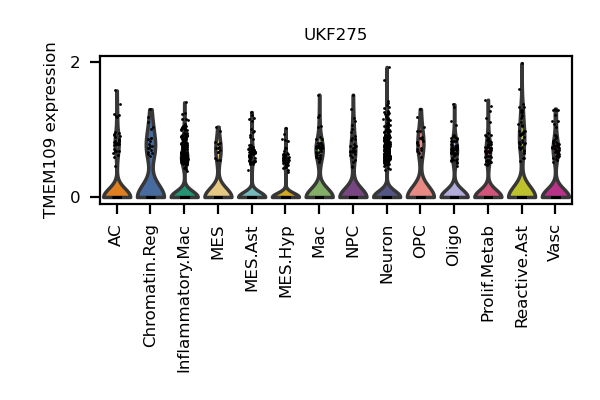 UKF275
TMEM109 expression
2
0
AC
Chromatin.Reg
Inflammatory.Mac
MES
MES.Ast
MES.Hyp
Mac
NPC
Neuron
OPC
Oligo
Prolif.Metab
Reactive.Ast
Vasc